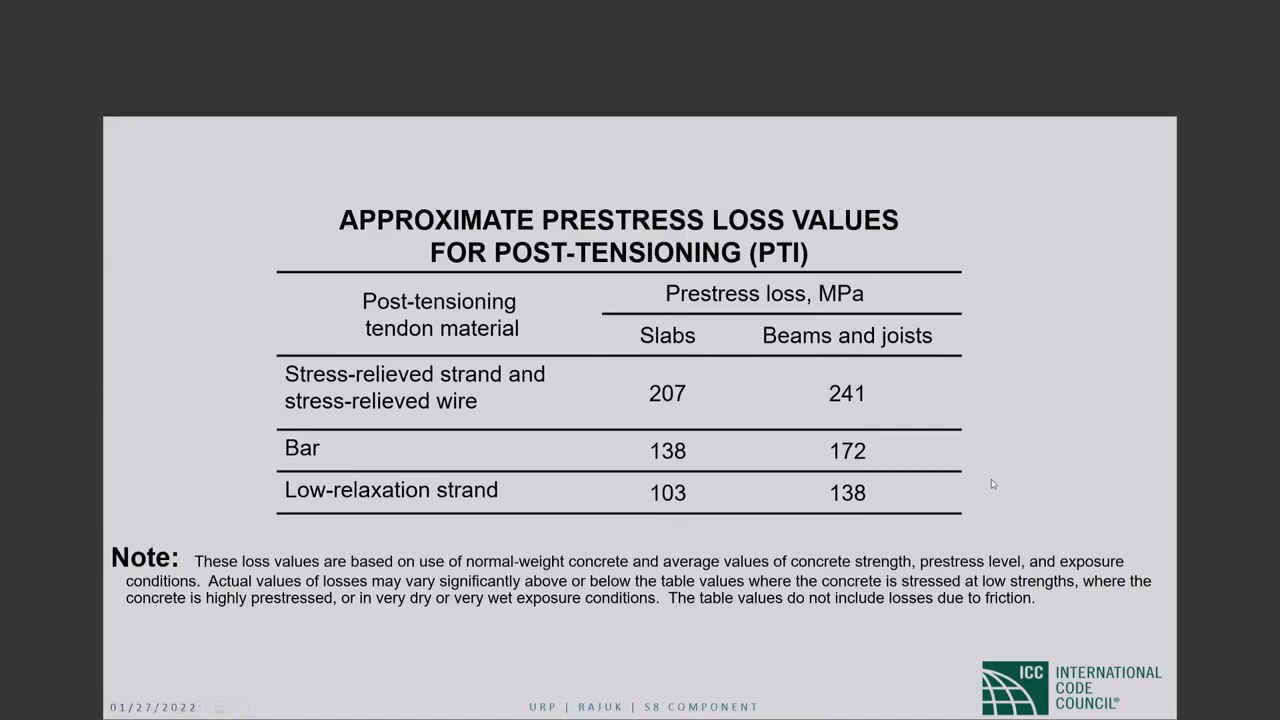 APPROXIMATE PRESTRESS LOSS VALUES
FOR POST-TENSIONING (PTI)
Post-tensioning
tendon material
Prestress loss, MPa
Slabs Beams and joists
Stress-relieved strand and
stress-relieved wire
207 241
Bar 138 172
Low-relaxation strand 103 138
Note: These loss values are based on use of normal-weight concrete and average values of concrete strength, prestress level, and exposure
conditions. Actual values of losses may vary significantly above or below the table values where the concrete is stressed at low strengths, where the
concrete is highly prestressed, or in very dry or very wet exposure conditions. The table values do not include losses due to friction.
ICC INTERNATIONAL
CODE
COUNCIL®
01/27/2022
URP | RAJUK | S8 COMPONENT